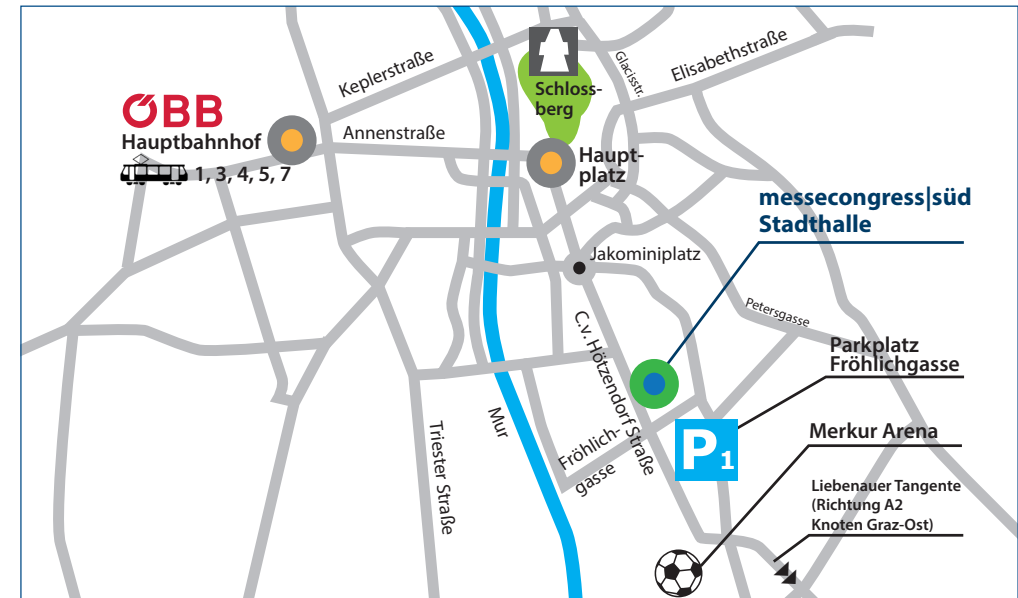 Keplerstraße
Glacisstr.
Elisabethstraße
Schloss-
berg
ÖBB
Hauptbahnhof
1, 3, 4, 5, 7
Annenstraße
Haupt-
platz
messecongress|süd
Stadthalle
Jakominiplatz
Petersgasse
C.v. Hötzendorf Straße
Parkplatz
Fröhlichgasse
Mur
Triester Straße
Fröhlich-
gasse
P1
Merkur Arena
Liebenauer Tangente
(Richtung A2
Knoten Graz-Ost)